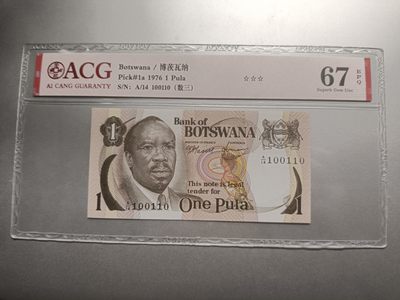 ACG
AI CANG GUARANTY
Botswana / 博茨瓦纳
Pick#1a 1976 1 Pula
S/N: A/14 100110 (数三)
☆☆☆
67
EPQ
Superb Gem Unc
1
Bank of
BOTSWANA
A/14 100110
This note is legal
tender for
1
A/14 100110
One Pula
1